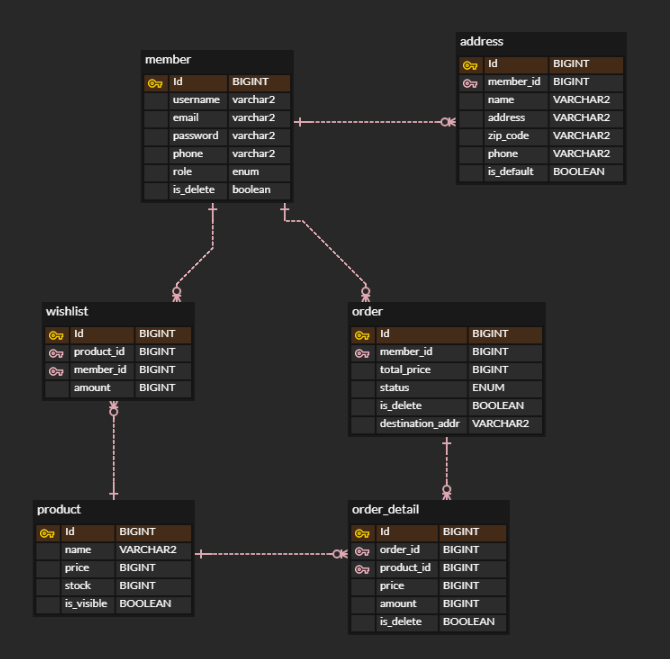 member
Id BIGINT
username varchar2
email varchar2
password varchar2
phone varchar2
role enum
is_delete boolean
address
Id BIGINT
member_id BIGINT
name VARCHAR2
address VARCHAR2
zip_code VARCHAR2
phone VARCHAR2
is_default BOOLEAN
wishlist
Id BIGINT
product_id BIGINT
member_id BIGINT
amount BIGINT
order
Id BIGINT
member_id BIGINT
total_price BIGINT
status ENUM
is_delete BOOLEAN
destination_addr VARCHAR2
product
Id BIGINT
name VARCHAR2
price BIGINT
stock BIGINT
is_visible BOOLEAN
order_detail
Id BIGINT
order_id BIGINT
product_id BIGINT
price BIGINT
amount BIGINT
is_delete BOOLEAN